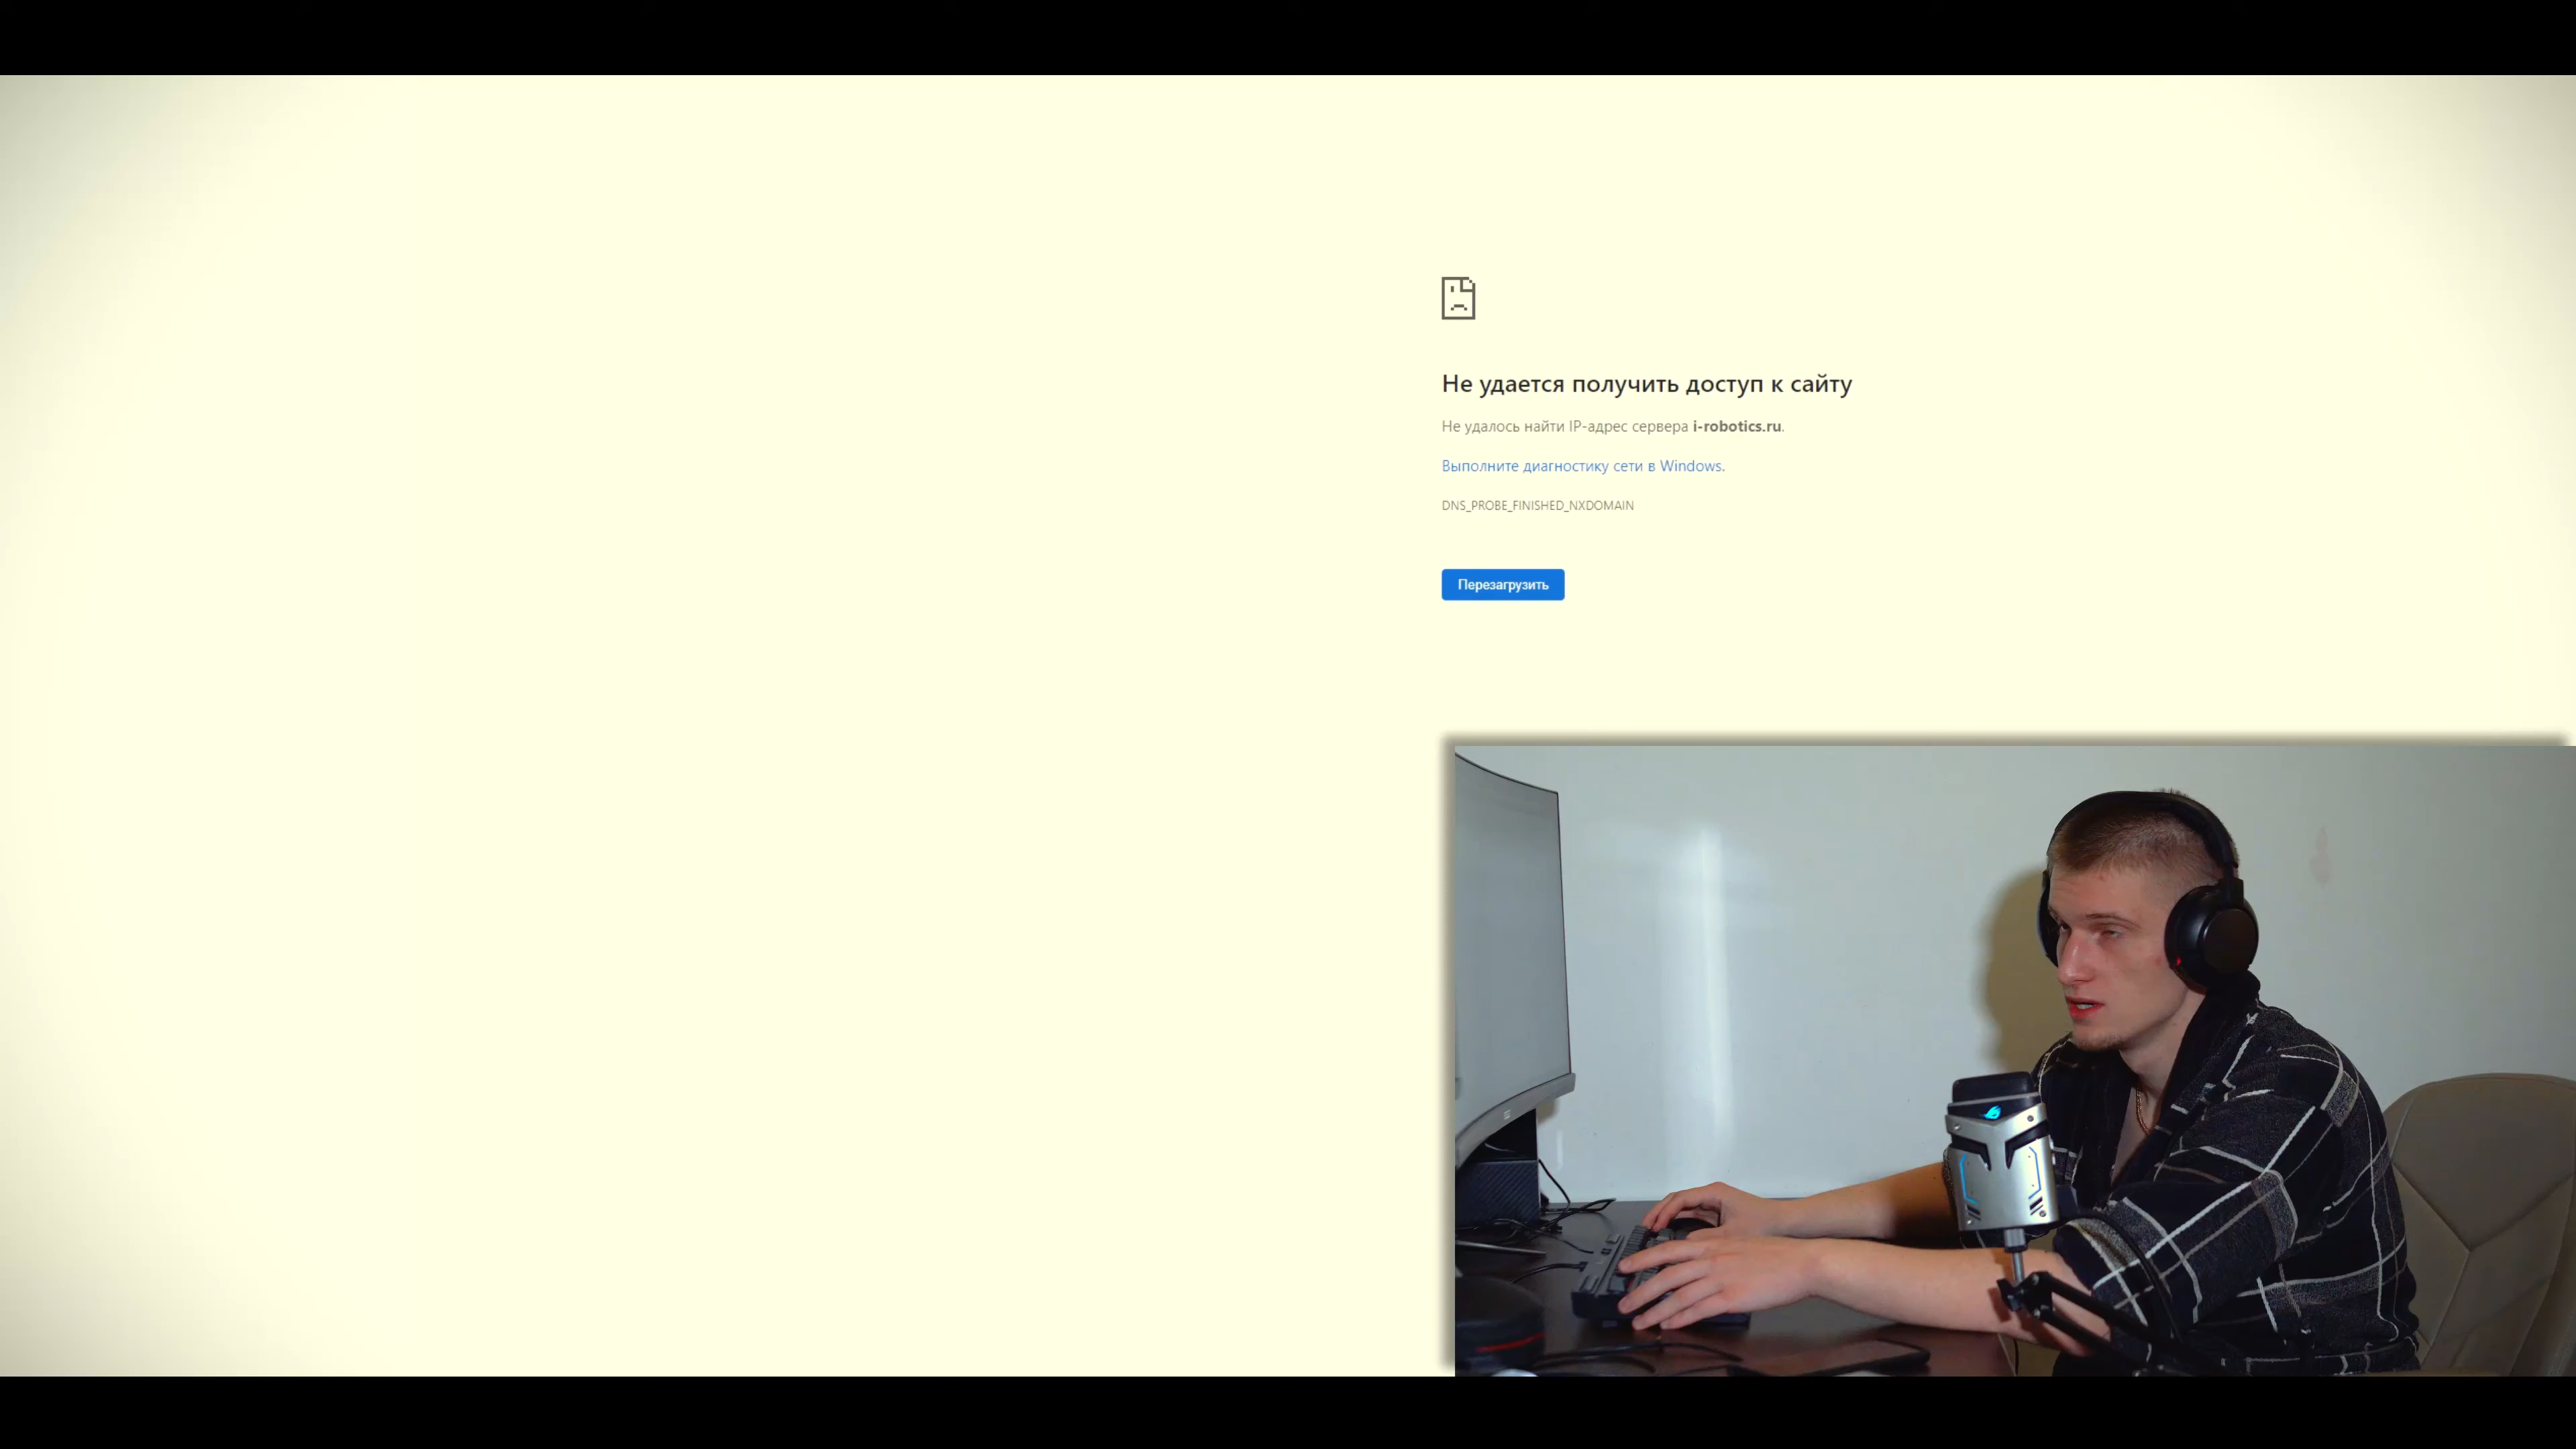 Не удается получить доступ к сайту
Не удалось найти IP-адрес сервера i-robotics.ru.
Выполните диагностику сети в Windows.
DNS_PROBE_FINISHED_NXDOMAIN
Перезагрузить